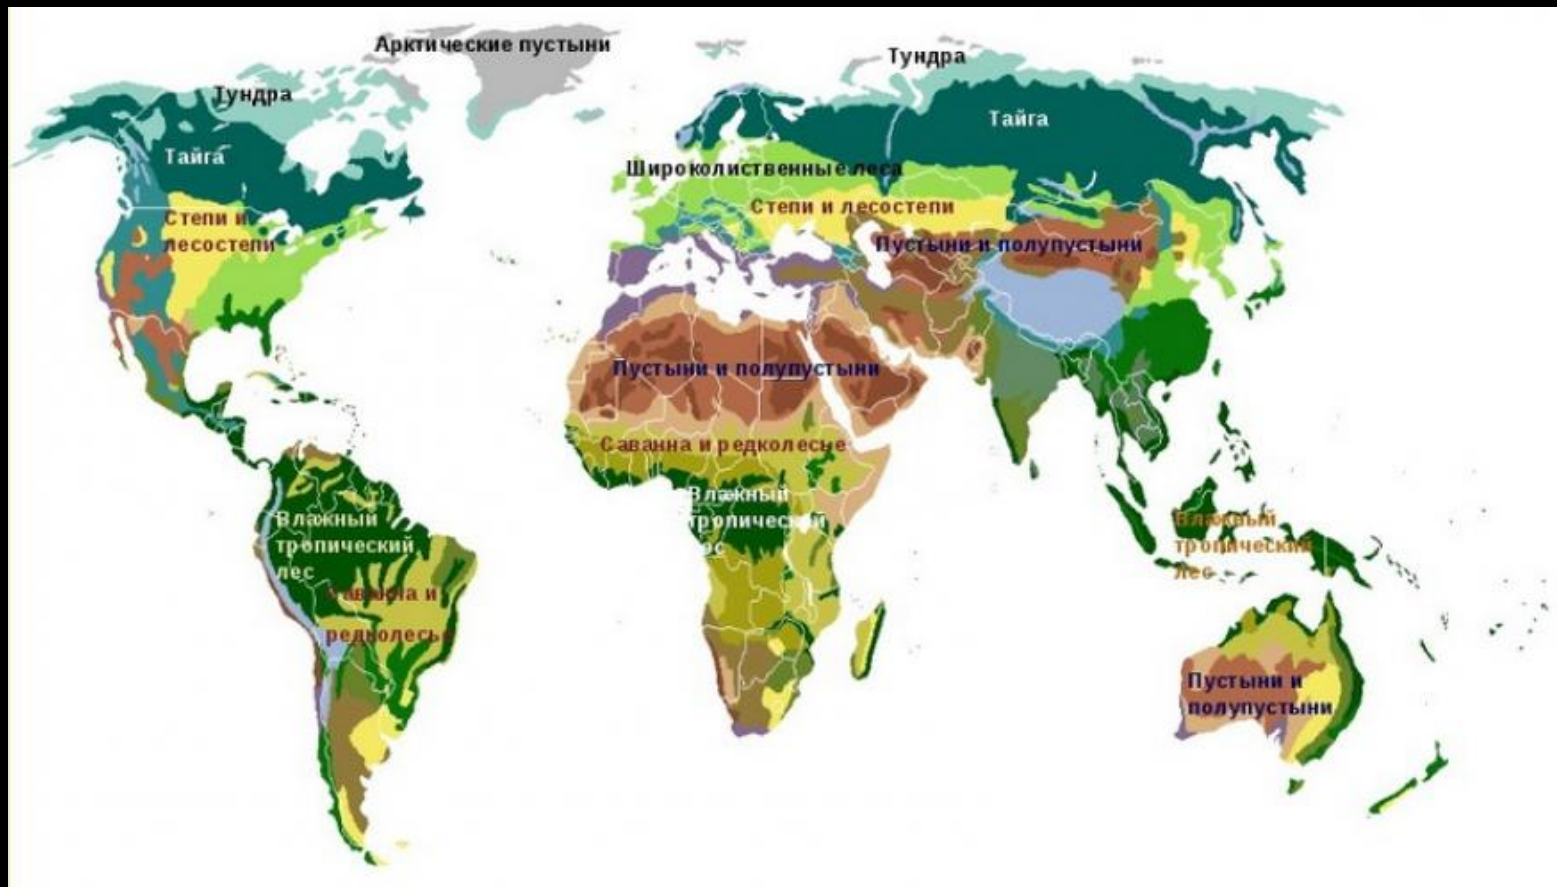 Арктические пустыни
Тундра
Тундра
Тайга
Тайга
Широколиственные леса
Степи и лесостепи
Степи и
лесостепи
Пустыни и полупустыни
Пустыни и полупустыни
Саванна и редколесье
Влажный
тропический
лес
Влажный
тропический
лес
Влажный
тропический
лес
Саванна и
редколесье
Пустыни и
полупустыни